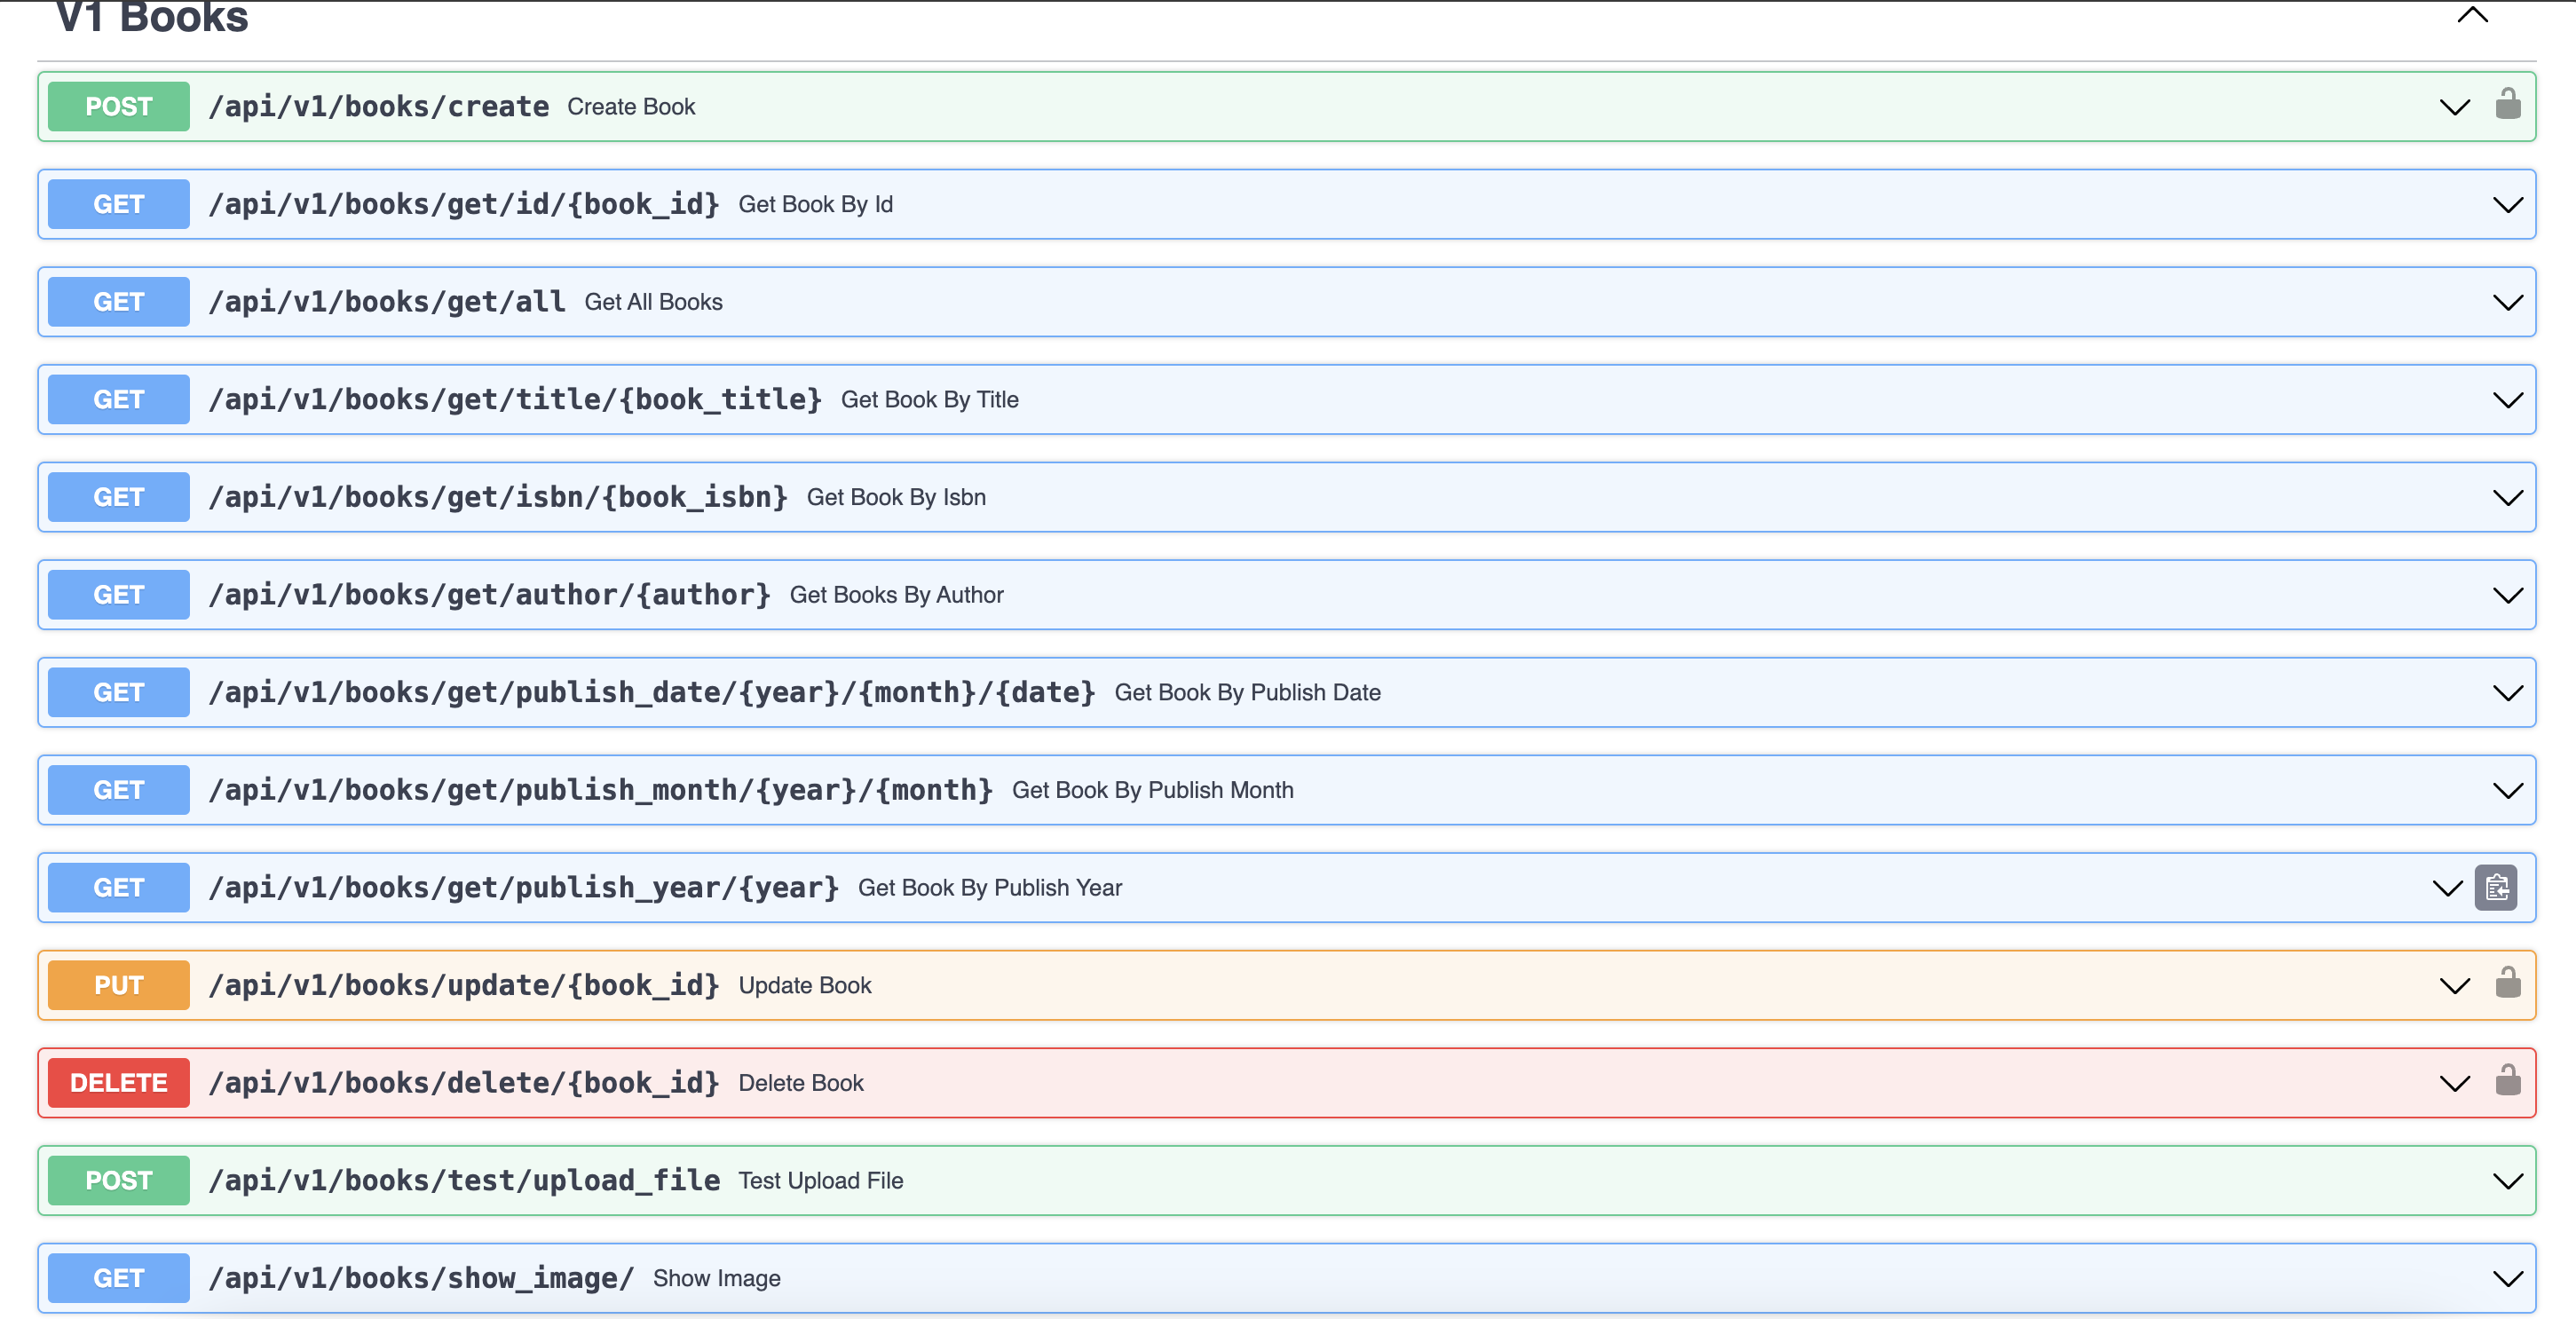 V1 Books
POST /api/v1/books/create Create Book
GET /api/v1/books/get/id/{book_id} Get Book By Id
GET /api/v1/books/get/all Get All Books
GET /api/v1/books/get/title/{book_title} Get Book By Title
GET /api/v1/books/get/isbn/{book_isbn} Get Book By Isbn
GET /api/v1/books/get/author/{author} Get Books By Author
GET /api/v1/books/get/publish_date/{year}/{month}/{date} Get Book By Publish Date
GET /api/v1/books/get/publish_month/{year}/{month} Get Book By Publish Month
GET /api/v1/books/get/publish_year/{year} Get Book By Publish Year
PUT /api/v1/books/update/{book_id} Update Book
DELETE /api/v1/books/delete/{book_id} Delete Book
POST /api/v1/books/test/upload_file Test Upload File
GET /api/v1/books/show_image/ Show Image